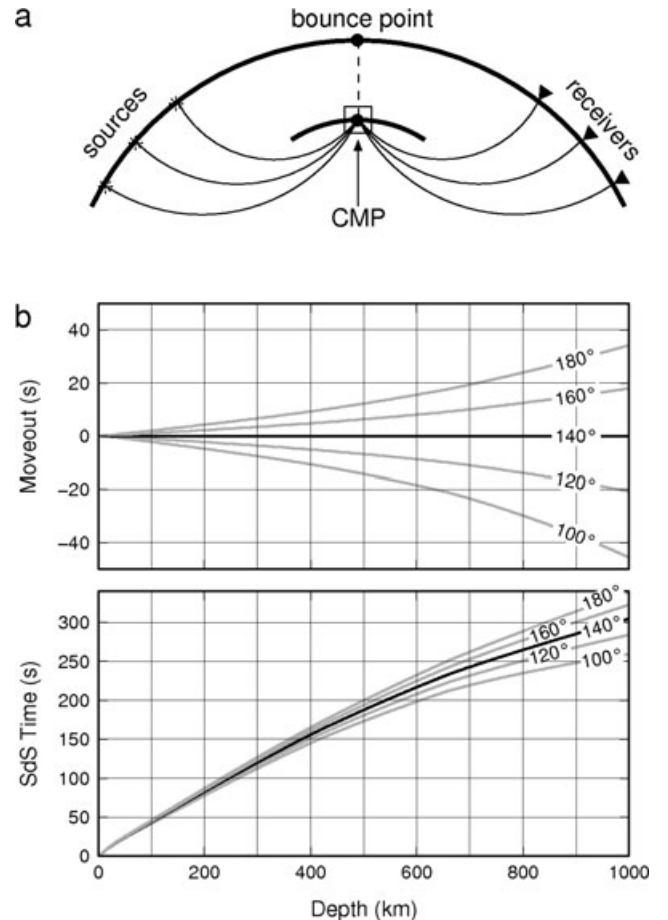 a
bounce point
sources
receivers
CMP
b
Moveout (s)
40
20
0
−20
−40
180°
160°
140°
120°
100°
SdS Time (s)
300
250
200
150
100
50
0
180°
160°
140°
120°
100°
0 200 400 600 800 1000
Depth (km)